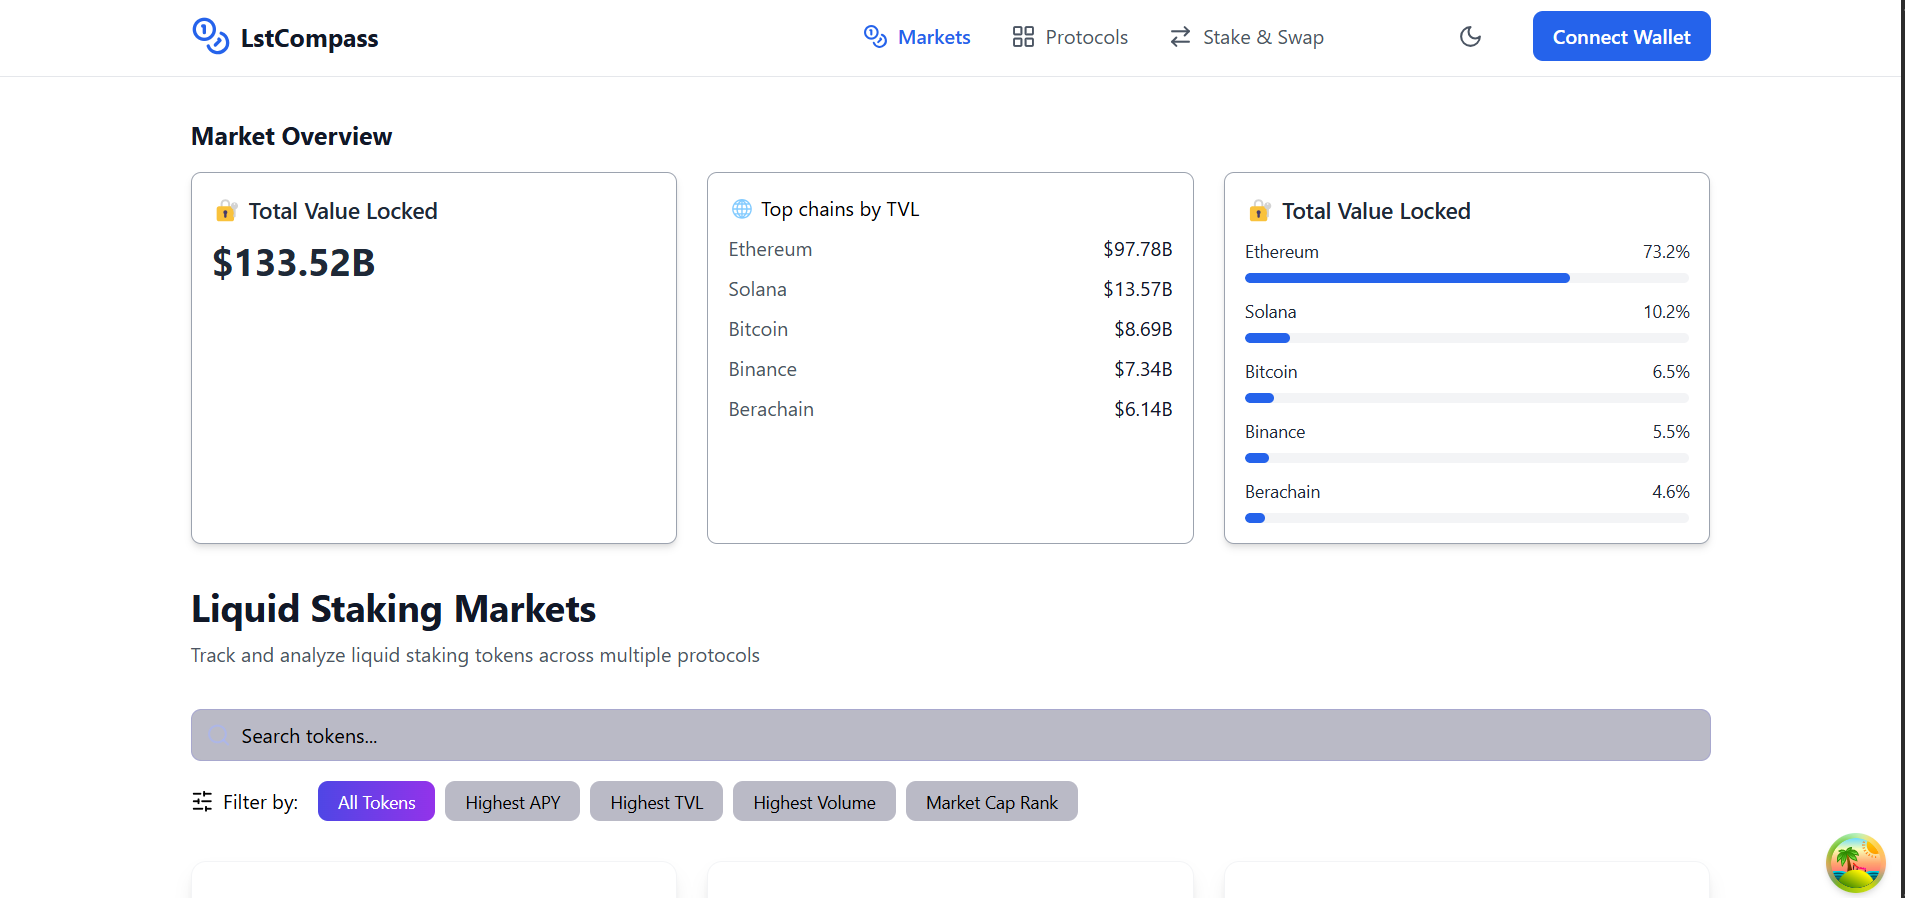 LstCompass
Markets
Protocols
Stake & Swap
Connect Wallet
Market Overview
Total Value Locked
$133.52B
Top chains by TVL
Ethereum $97.78B
Solana $13.57B
Bitcoin $8.69B
Binance $7.34B
Berachain $6.14B
Total Value Locked
Ethereum 73.2%
Solana 10.2%
Bitcoin 6.5%
Binance 5.5%
Berachain 4.6%
Liquid Staking Markets
Track and analyze liquid staking tokens across multiple protocols
Search tokens...
Filter by: All Tokens Highest APY Highest TVL Highest Volume Market Cap Rank